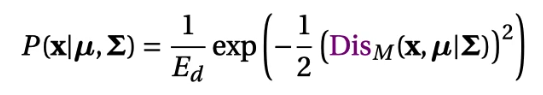 P(𝐱|𝝁, 𝚺) = 1/E_d exp(−1/2 (Dis_M(𝐱, 𝝁|𝚺))²)